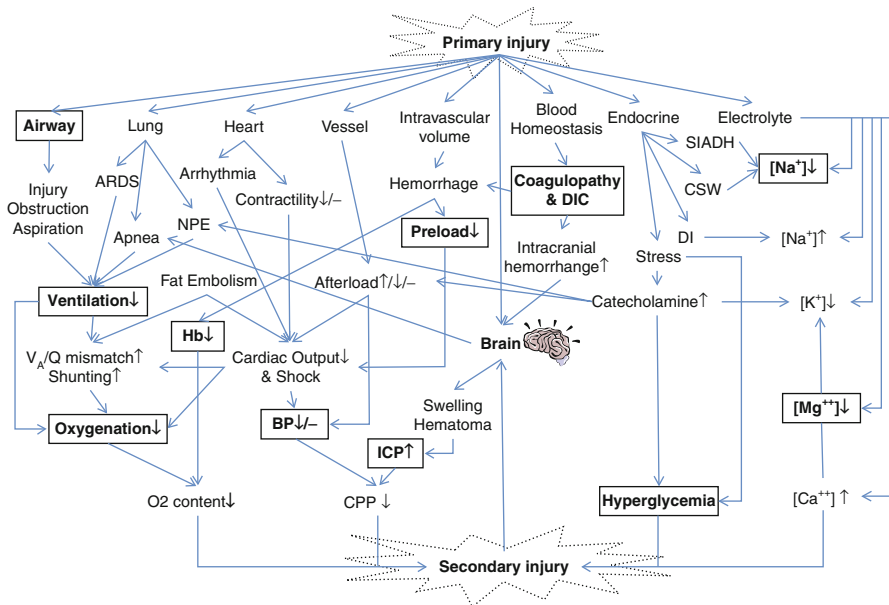 Primary injury
Airway
Lung
Heart
Vessel
Intravascular
volume
Blood
Homeostasis
Endocrine
Electrolyte
SIADH
[Na⁺]↓
CSW
Injury
Obstruction
Aspiration
ARDS
Arrhythmia
Contractility↓/–
Hemorrhage
Coagulopathy
& DIC
NPE
Apnea
Preload↓
Intracranial
hemorrhange↑
DI
[Na⁺]↑
Stress
Ventilation↓
Fat Embolism
Afterload↑/↓/–
Catecholamine↑
[K⁺]↓
Hb↓
Brain
V_A/Q mismatch↑
Shunting↑
Cardiac Output↓
& Shock
Swelling
Hematoma
[Mg⁺⁺]↓
Oxygenation↓
BP↓/–
ICP↑
O2 content↓
CPP ↓
Hyperglycemia
[Ca⁺⁺] ↑
Secondary injury